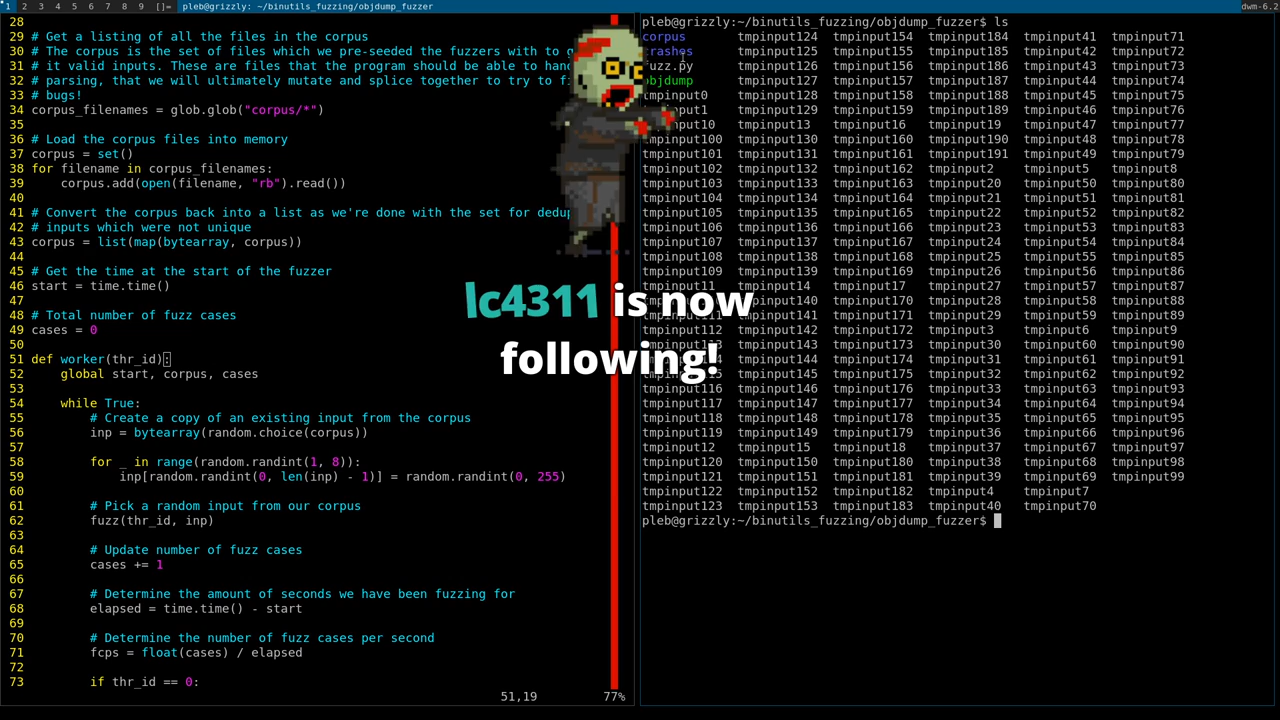 1 2 3 4 5 6 7 8 9 []= pleb@grizzly: ~/binutils_fuzzing/objdump_fuzzer dwm-6.2
28
29 # Get a listing of all the files in the corpus
30 # The corpus is the set of files which we pre-seeded the fuzzers with to g
31 # it valid inputs. These are files that the program should be able to han
32 # parsing, that we will ultimately mutate and splice together to try to fi
33 # bugs!
34 corpus_filenames = glob.glob("corpus/*")
35
36 # Load the corpus files into memory
37 corpus = set()
38 for filename in corpus_filenames:
39     corpus.add(open(filename, "rb").read())
40
41 # Convert the corpus back into a list as we're done with the set for dedup
42 # inputs which were not unique
43 corpus = list(map(bytearray, corpus))
44
45 # Get the time at the start of the fuzzer
46 start = time.time()
47
48 # Total number of fuzz cases
49 cases = 0
50
51 def worker(thr_id):
52     global start, corpus, cases
53
54     while True:
55         # Create a copy of an existing input from the corpus
56         inp = bytearray(random.choice(corpus))
57
58         for _ in range(random.randint(1, 8)):
59             inp[random.randint(0, len(inp) - 1)] = random.randint(0, 255)
60
61         # Pick a random input from our corpus
62         fuzz(thr_id, inp)
63
64         # Update number of fuzz cases
65         cases += 1
66
67         # Determine the amount of seconds we have been fuzzing for
68         elapsed = time.time() - start
69
70         # Determine the number of fuzz cases per second
71         fcps = float(cases) / elapsed
72
73         if thr_id == 0:
51,19 77%
lc4311 is now
following!
pleb@grizzly:~/binutils_fuzzing/objdump_fuzzer$ ls
corpus tmpinput124 tmpinput154 tmpinput184 tmpinput41 tmpinput71
crashes tmpinput125 tmpinput155 tmpinput185 tmpinput42 tmpinput72
fuzz.py tmpinput126 tmpinput156 tmpinput186 tmpinput43 tmpinput73
objdump tmpinput127 tmpinput157 tmpinput187 tmpinput44 tmpinput74
tmpinput0 tmpinput128 tmpinput158 tmpinput188 tmpinput45 tmpinput75
tmpinput1 tmpinput129 tmpinput159 tmpinput189 tmpinput46 tmpinput76
tmpinput10 tmpinput13 tmpinput16 tmpinput19 tmpinput47 tmpinput77
tmpinput100 tmpinput130 tmpinput160 tmpinput190 tmpinput48 tmpinput78
tmpinput101 tmpinput131 tmpinput161 tmpinput191 tmpinput49 tmpinput79
tmpinput102 tmpinput132 tmpinput162 tmpinput2 tmpinput5 tmpinput8
tmpinput103 tmpinput133 tmpinput163 tmpinput20 tmpinput50 tmpinput80
tmpinput104 tmpinput134 tmpinput164 tmpinput21 tmpinput51 tmpinput81
tmpinput105 tmpinput135 tmpinput165 tmpinput22 tmpinput52 tmpinput82
tmpinput106 tmpinput136 tmpinput166 tmpinput23 tmpinput53 tmpinput83
tmpinput107 tmpinput137 tmpinput167 tmpinput24 tmpinput54 tmpinput84
tmpinput108 tmpinput138 tmpinput168 tmpinput25 tmpinput55 tmpinput85
tmpinput109 tmpinput139 tmpinput169 tmpinput26 tmpinput56 tmpinput86
tmpinput11 tmpinput14 tmpinput17 tmpinput27 tmpinput57 tmpinput87
tmpinput140 tmpinput170 tmpinput28 tmpinput58 tmpinput88
tmpinput111 tmpinput141 tmpinput171 tmpinput29 tmpinput59 tmpinput89
tmpinput112 tmpinput142 tmpinput172 tmpinput3 tmpinput6 tmpinput9
tmpinput113 tmpinput143 tmpinput173 tmpinput30 tmpinput60 tmpinput90
tmpinput144 tmpinput174 tmpinput31 tmpinput61 tmpinput91
tmpinput115 tmpinput145 tmpinput175 tmpinput32 tmpinput62 tmpinput92
tmpinput116 tmpinput146 tmpinput176 tmpinput33 tmpinput63 tmpinput93
tmpinput117 tmpinput147 tmpinput177 tmpinput34 tmpinput64 tmpinput94
tmpinput118 tmpinput148 tmpinput178 tmpinput35 tmpinput65 tmpinput95
tmpinput119 tmpinput149 tmpinput179 tmpinput36 tmpinput66 tmpinput96
tmpinput12 tmpinput15 tmpinput18 tmpinput37 tmpinput67 tmpinput97
tmpinput120 tmpinput150 tmpinput180 tmpinput38 tmpinput68 tmpinput98
tmpinput121 tmpinput151 tmpinput181 tmpinput39 tmpinput69 tmpinput99
tmpinput122 tmpinput152 tmpinput182 tmpinput4 tmpinput7
tmpinput123 tmpinput153 tmpinput183 tmpinput40 tmpinput70
pleb@grizzly:~/binutils_fuzzing/objdump_fuzzer$